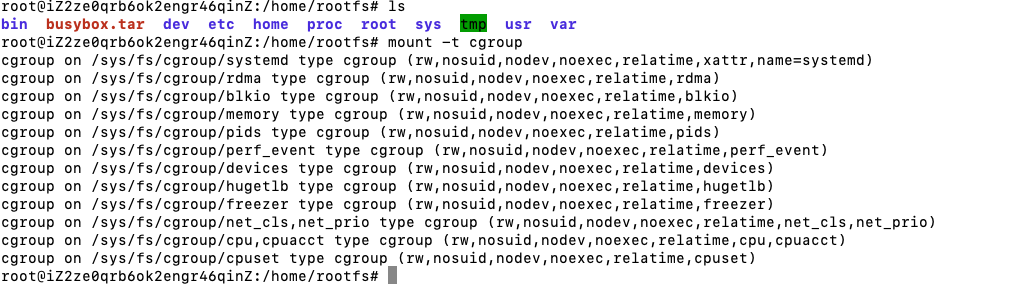 root@iZ2ze0qrb6ok2engr46qinZ:/home/rootfs# ls
bin  busybox.tar  dev  etc  home  proc  root  sys  tmp  usr  var
root@iZ2ze0qrb6ok2engr46qinZ:/home/rootfs# mount -t cgroup
cgroup on /sys/fs/cgroup/systemd type cgroup (rw,nosuid,nodev,noexec,relatime,xattr,name=systemd)
cgroup on /sys/fs/cgroup/rdma type cgroup (rw,nosuid,nodev,noexec,relatime,rdma)
cgroup on /sys/fs/cgroup/blkio type cgroup (rw,nosuid,nodev,noexec,relatime,blkio)
cgroup on /sys/fs/cgroup/memory type cgroup (rw,nosuid,nodev,noexec,relatime,memory)
cgroup on /sys/fs/cgroup/pids type cgroup (rw,nosuid,nodev,noexec,relatime,pids)
cgroup on /sys/fs/cgroup/perf_event type cgroup (rw,nosuid,nodev,noexec,relatime,perf_event)
cgroup on /sys/fs/cgroup/devices type cgroup (rw,nosuid,nodev,noexec,relatime,devices)
cgroup on /sys/fs/cgroup/hugetlb type cgroup (rw,nosuid,nodev,noexec,relatime,hugetlb)
cgroup on /sys/fs/cgroup/freezer type cgroup (rw,nosuid,nodev,noexec,relatime,freezer)
cgroup on /sys/fs/cgroup/net_cls,net_prio type cgroup (rw,nosuid,nodev,noexec,relatime,net_cls,net_prio)
cgroup on /sys/fs/cgroup/cpu,cpuacct type cgroup (rw,nosuid,nodev,noexec,relatime,cpu,cpuacct)
cgroup on /sys/fs/cgroup/cpuset type cgroup (rw,nosuid,nodev,noexec,relatime,cpuset)
root@iZ2ze0qrb6ok2engr46qinZ:/home/rootfs#